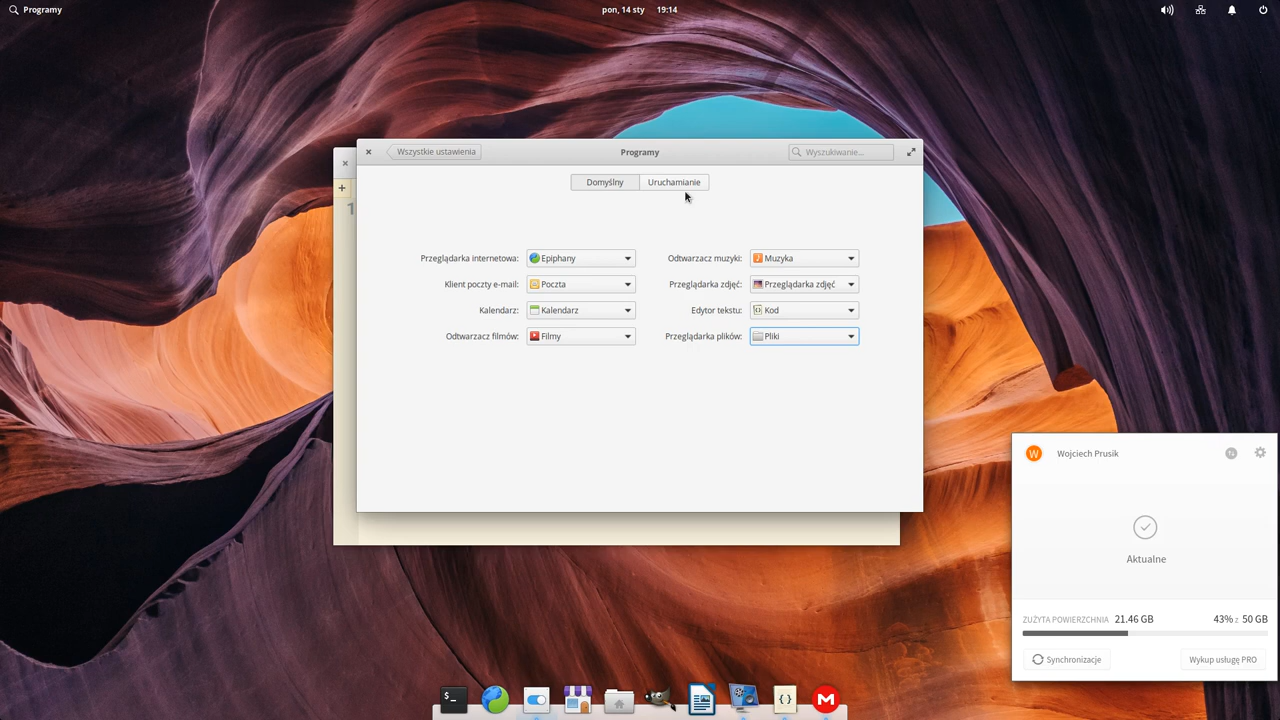 Programy
pon, 14 sty 19:14
Wszystkie ustawienia
Programy
Wyszukiwanie...
+
Domyślny
Uruchamianie
1
Przeglądarka internetowa: Epiphany
Odtwarzacz muzyki: Muzyka
Klient poczty e-mail: Poczta
Przeglądarka zdjęć: Przeglądarka zdjęć
Kalendarz: Kalendarz
Edytor tekstu: Kod
Odtwarzacz filmów: Filmy
Przeglądarka plików: Pliki
W
Wojciech Prusik
Aktualne
ZUŻYTA POWIERZCHNIA 21.46 GB
43% z 50 GB
Synchronizacje
Wykup usługę PRO
>_
{ }
M